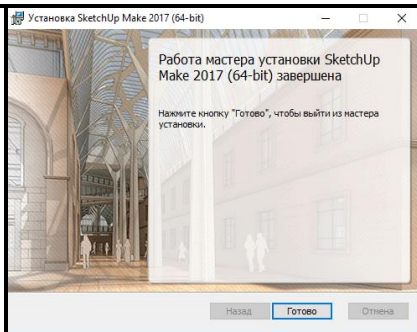 Установка SketchUp Make 2017 (64-bit)
Работа мастера установки SketchUp
Make 2017 (64-bit) завершена
Нажмите кнопку "Готово", чтобы выйти из мастера
установки.
Назад Готово Отмена